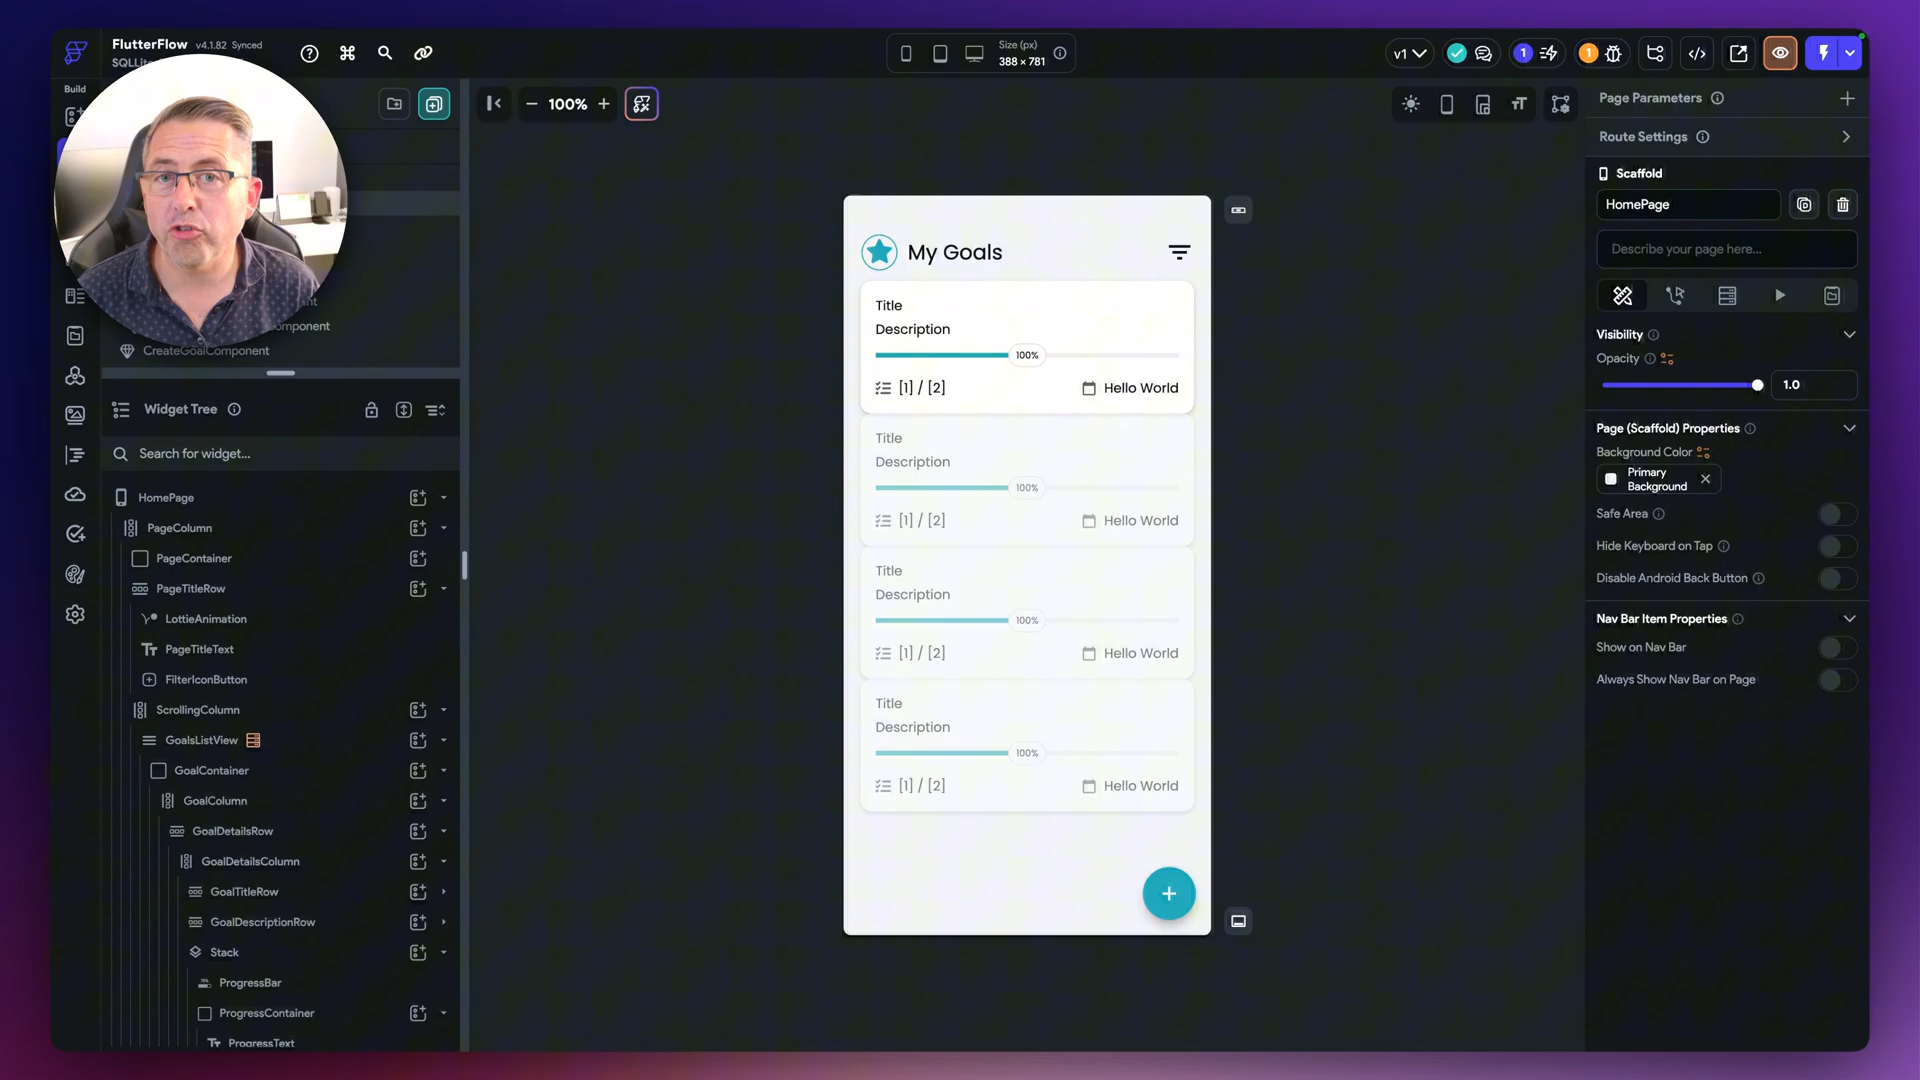 FlutterFlow v4.1.82 Synced
Size (px)
388 × 781
v1
1
1
Build
100%
Page Parameters
Route Settings
Scaffold
HomePage
Describe your page here...
Visibility
Opacity
1.0
Page (Scaffold) Properties
Background Color
Primary
Background
Safe Area
Hide Keyboard on Tap
Disable Android Back Button
Nav Bar Item Properties
Show on Nav Bar
Always Show Nav Bar on Page
CreateGoalComponent
Widget Tree
Search for widget...
HomePage
PageColumn
PageContainer
PageTitleRow
LottieAnimation
PageTitleText
FilterIconButton
ScrollingColumn
GoalsListView
GoalContainer
GoalColumn
GoalDetailsRow
GoalDetailsColumn
GoalTitleRow
GoalDescriptionRow
Stack
ProgressBar
ProgressContainer
ProgressText
My Goals
Title
Description
100%
[1] / [2] Hello World
Title
Description
100%
[1] / [2] Hello World
Title
Description
100%
[1] / [2] Hello World
Title
Description
100%
[1] / [2] Hello World